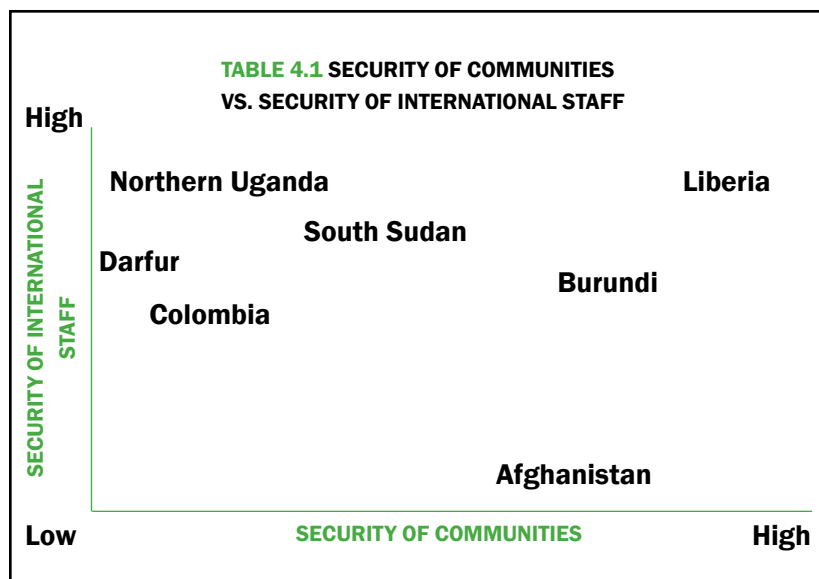 TABLE 4.1 SECURITY OF COMMUNITIES
VS. SECURITY OF INTERNATIONAL STAFF
High
SECURITY OF INTERNATIONAL
STAFF
Northern Uganda
Liberia
South Sudan
Darfur
Burundi
Colombia
Afghanistan
Low
SECURITY OF COMMUNITIES
High